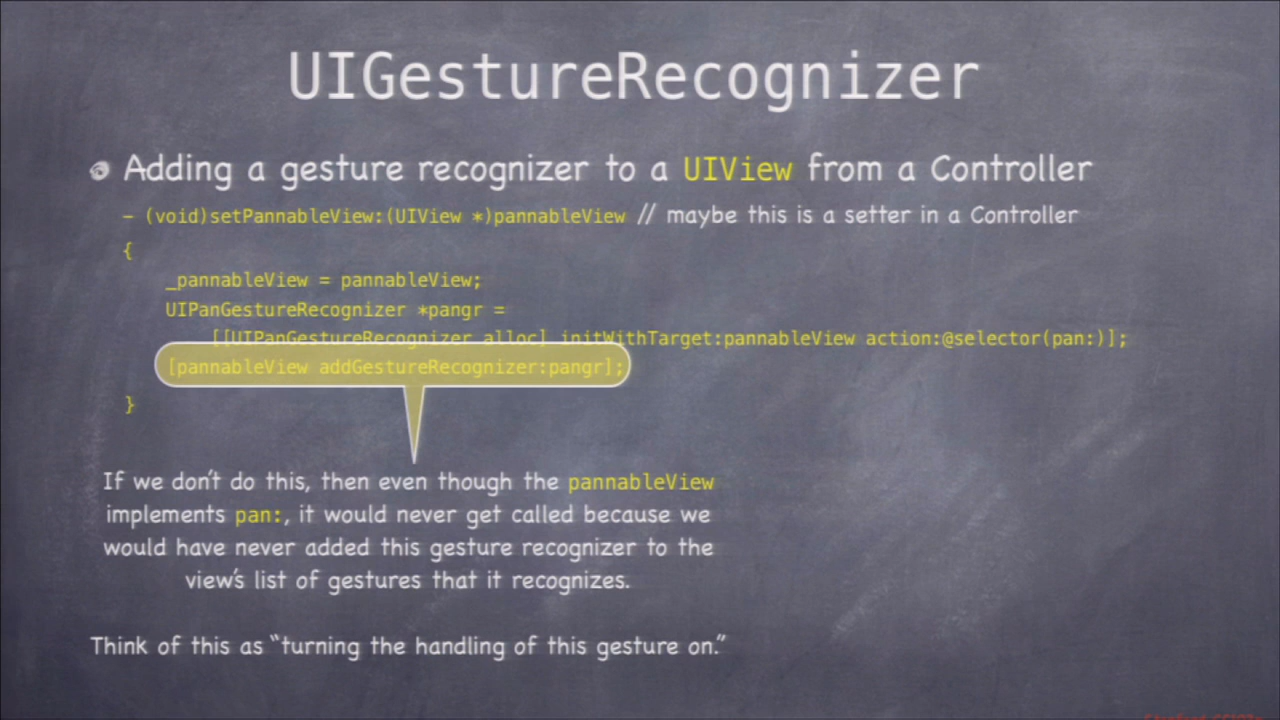 UIGestureRecognizer
Adding a gesture recognizer to a UIView from a Controller
- (void)setPannableView:(UIView *)pannableView // maybe this is a setter in a Controller
{
_pannableView = pannableView;
UIPanGestureRecognizer *pangr =
[[UIPanGestureRecognizer alloc] initWithTarget:pannableView action:@selector(pan:)];
[pannableView addGestureRecognizer:pangr];
}
If we don't do this, then even though the pannableView
implements pan:, it would never get called because we
would have never added this gesture recognizer to the
view's list of gestures that it recognizes.
Think of this as “turning the handling of this gesture on.”